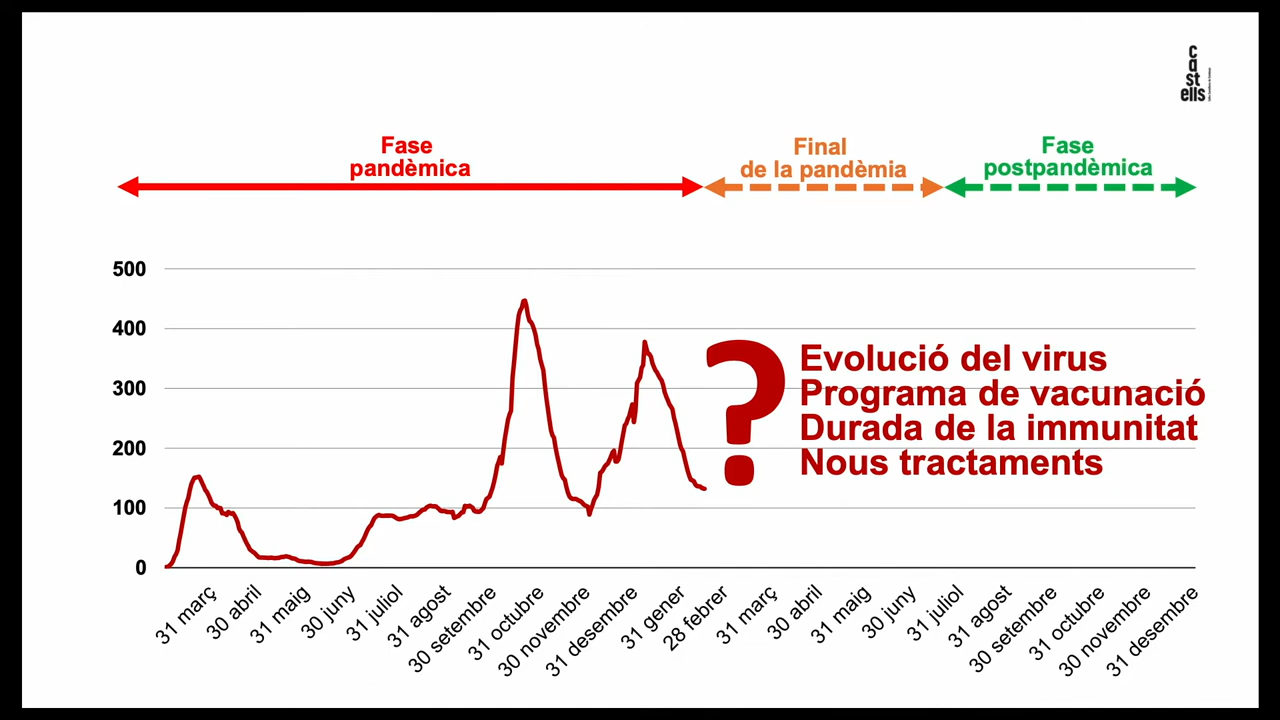 ca
st
ells
Fase
pandèmica
Final
de la pandèmia
Fase
postpandèmica
500
400
300
200
100
0
Evolució del virus
Programa de vacunació
Durada de la immunitat
Nous tractaments
?
31 març
30 abril
31 maig
30 juny
31 juliol
31 agost
30 setembre
31 octubre
30 novembre
31 desembre
31 gener
28 febrer
31 març
30 abril
31 maig
30 juny
31 juliol
31 agost
30 setembre
31 octubre
30 novembre
31 desembre